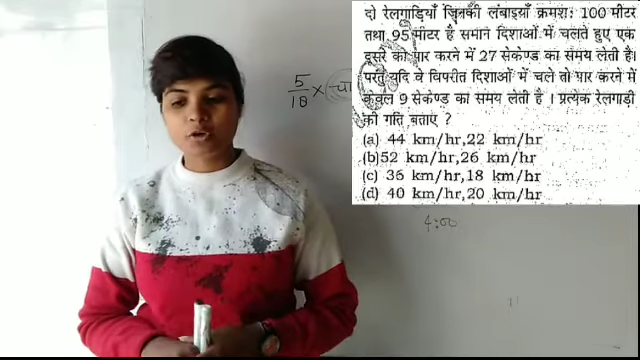 दो रेलगाड़ियाँ जिनकी लंबाइयाँ क्रमश: 100 मीटर
तथा 95 मीटर है समान दिशाओं में चलते हुए एक
दूसरे को पार करने में 27 सेकेण्ड का समय लेती है।
परंतु यदि वे विपरीत दिशाओं में चले तो पार करने में
केवल 9 सेकेण्ड का समय लेती है । प्रत्येक रेलगाड़ी
की गति बताएं ?
(a) 44 km/hr,22 km/hr
(b)52 km/hr,26 km/hr
(c) 36 km/hr,18 km/hr
(d) 40 km/hr,20 km/hr
5/18 ×
4:00